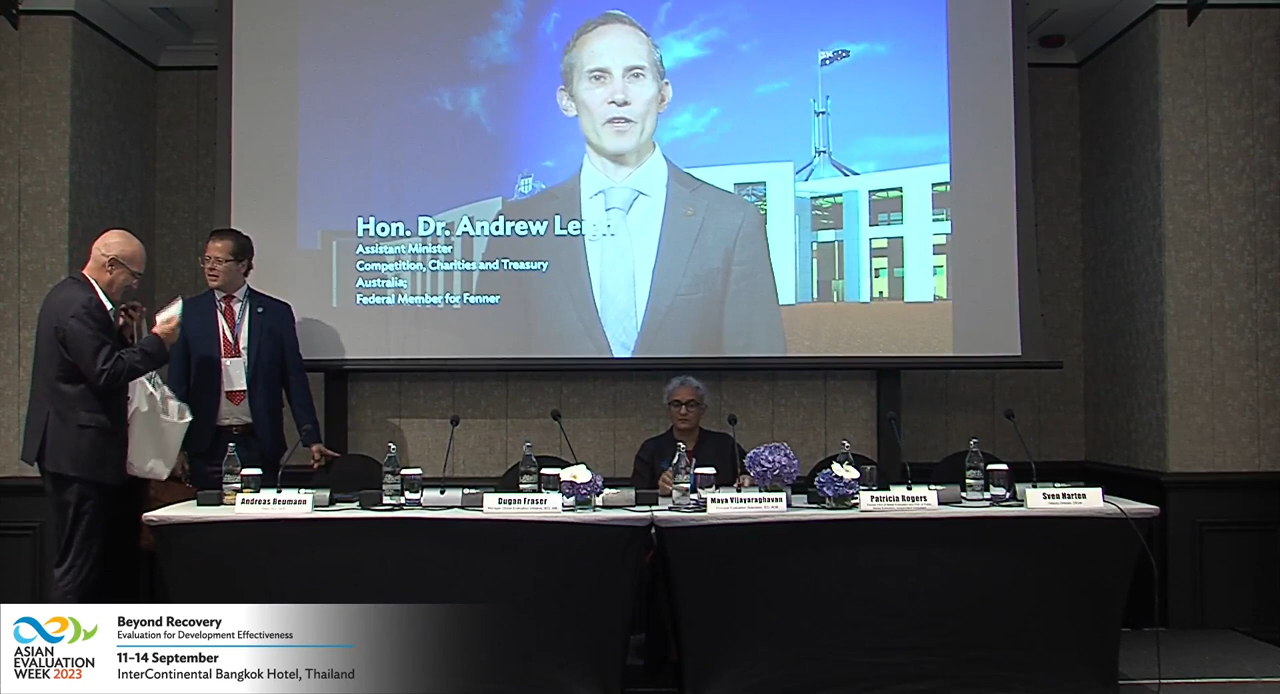 Hon. Dr. Andrew Leigh
Assistant Minister
Competition, Charities and Treasury
Australia;
Federal Member for Fenner
Andreas Reumann
Dugan Fraser
Maya Vijayaraghavan
Patricia Rogers
Sven Harten
ASIAN
EVALUATION
WEEK 2023
Beyond Recovery
Evaluation for Development Effectiveness
11–14 September
InterContinental Bangkok Hotel, Thailand